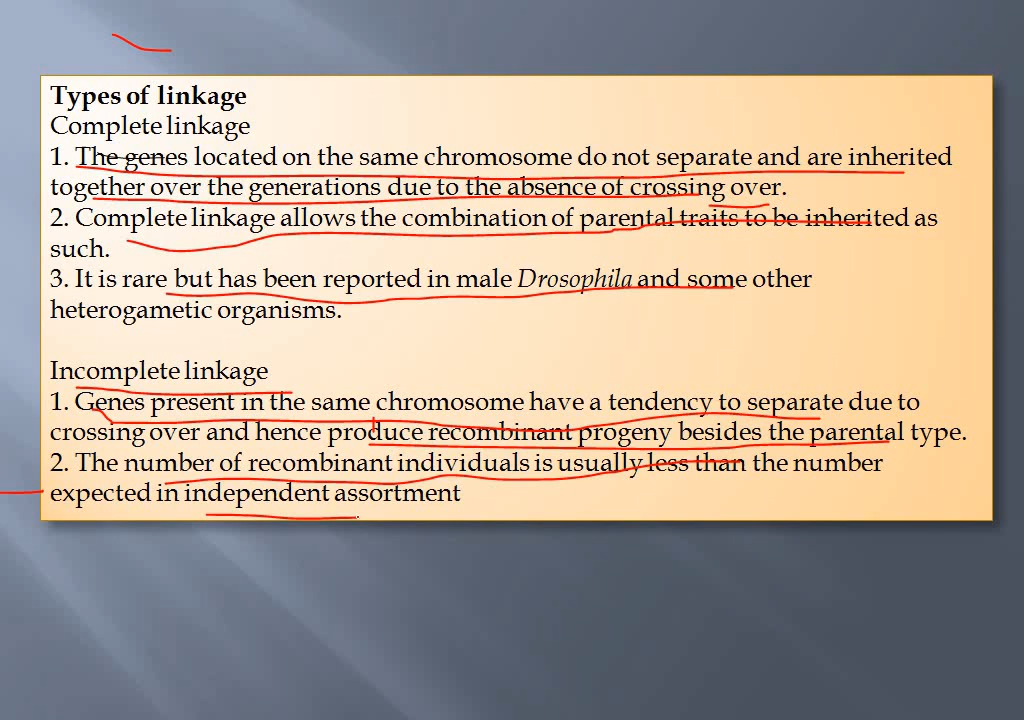 Types of linkage
Complete linkage
1. The genes located on the same chromosome do not separate and are inherited
together over the generations due to the absence of crossing over.
2. Complete linkage allows the combination of parental traits to be inherited as
such.
3. It is rare but has been reported in male Drosophila and some other
heterogametic organisms.
Incomplete linkage
1. Genes present in the same chromosome have a tendency to separate due to
crossing over and hence produce recombinant progeny besides the parental type.
2. The number of recombinant individuals is usually less than the number
expected in independent assortment